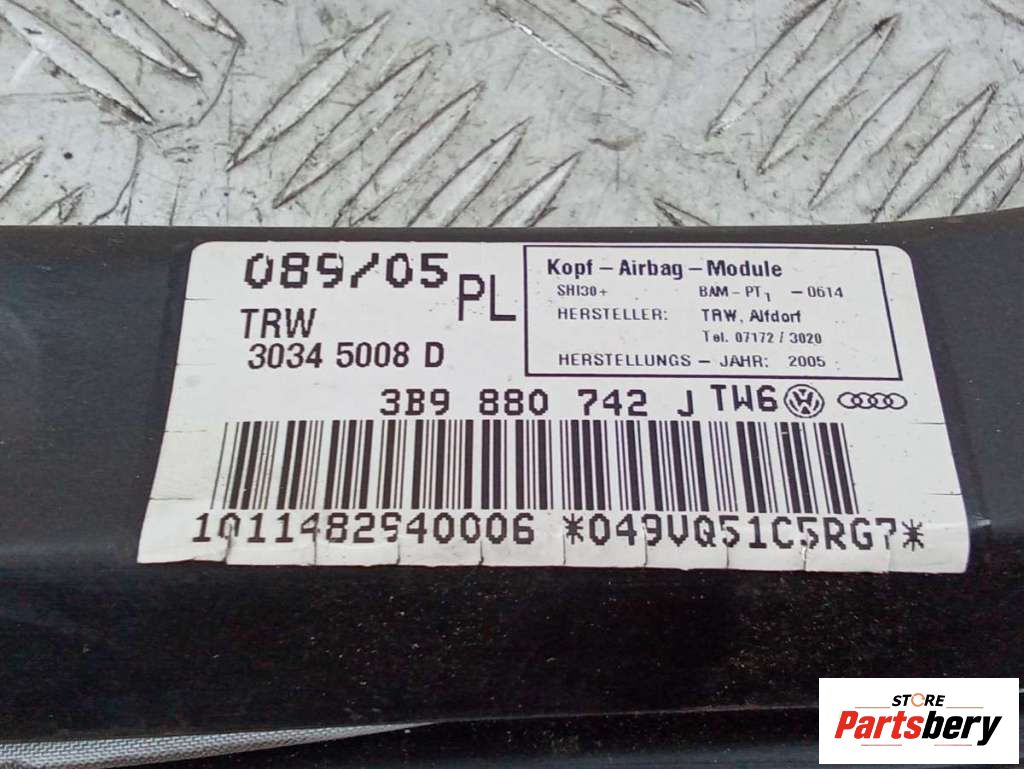 089/05 PL
TRW
3034 5008 D
Kopf - Airbag - Module
SHI30+ BAM - PT1 - 0614
HERSTELLER: TRW, Alfdorf
Tel. 07172 / 3020
HERSTELLUNGS - JAHR: 2005
3B9 880 742 J TW6
1011482940006 *049VQ51C5RG7*
STORE
Partsbery